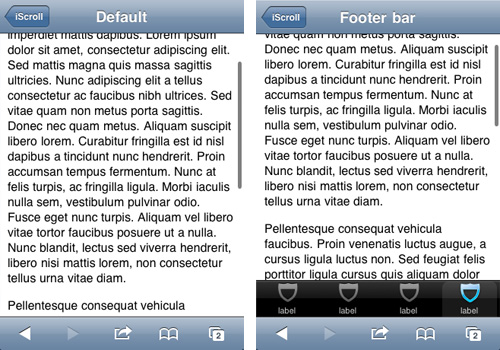 iScroll
Default
imperdiet mattis dapibus. Lorem ipsum
dolor sit amet, consectetur adipiscing elit.
Sed mattis magna quis massa sagittis
ultricies. Nunc adipiscing elit a tellus
consectetur ac faucibus nibh ultrices. Sed
vitae quam non metus porta sagittis.
Donec nec quam metus. Aliquam suscipit
libero lorem. Curabitur fringilla est id nisl
dapibus a tincidunt nunc hendrerit. Proin
accumsan tempus fermentum. Nunc at
felis turpis, ac fringilla ligula. Morbi iaculis
nulla sem, vestibulum pulvinar odio.
Fusce eget nunc turpis. Aliquam vel libero
vitae tortor faucibus posuere ut a nulla.
Nunc blandit, lectus sed viverra hendrerit,
libero nisi mattis lorem, non consectetur
tellus urna vitae diam.
Pellentesque consequat vehicula
2
iScroll
Footer bar
vitae quam non metus porta sagittis.
Donec nec quam metus. Aliquam suscipit
libero lorem. Curabitur fringilla est id nisl
dapibus a tincidunt nunc hendrerit. Proin
accumsan tempus fermentum. Nunc at
felis turpis, ac fringilla ligula. Morbi iaculis
nulla sem, vestibulum pulvinar odio.
Fusce eget nunc turpis. Aliquam vel libero
vitae tortor faucibus posuere ut a nulla.
Nunc blandit, lectus sed viverra hendrerit,
libero nisi mattis lorem, non consectetur
tellus urna vitae diam.
Pellentesque consequat vehicula
faucibus. Proin venenatis luctus augue, a
cursus ligula luctus non. Sed feugiat felis
porttitor ligula cursus quis aliquam dolor
label label label label
2